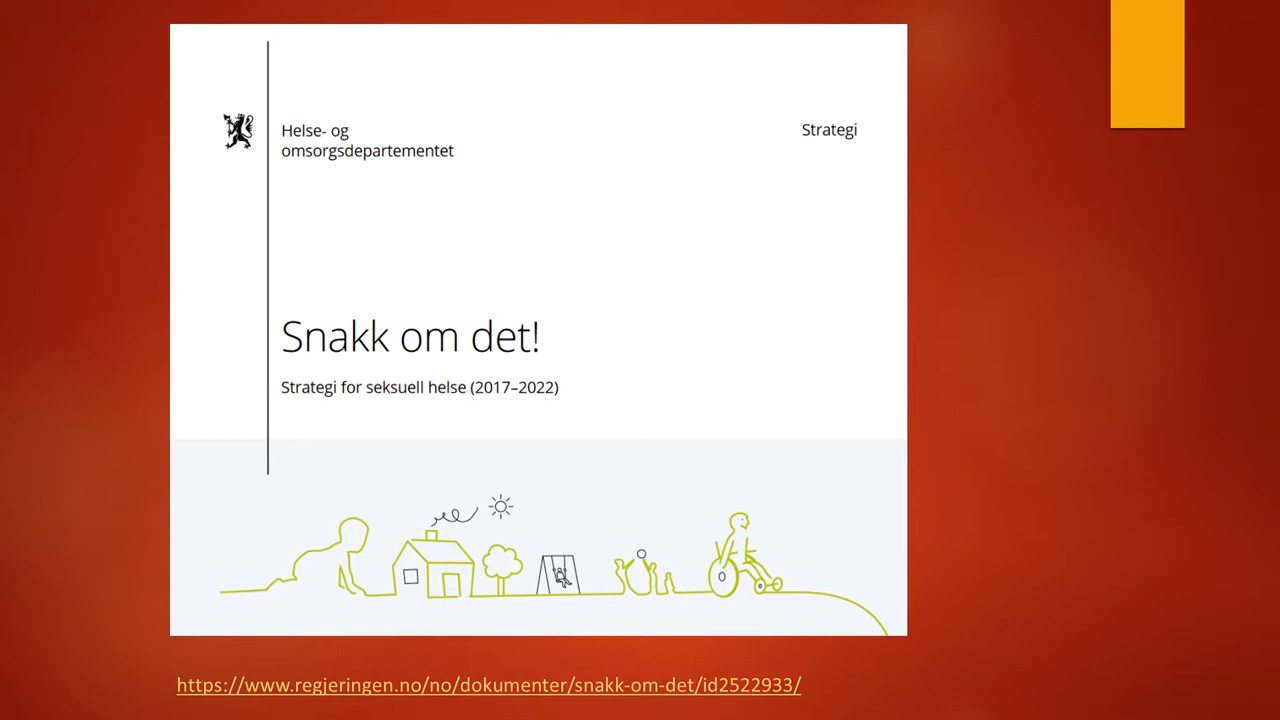 Helse- og
omsorgsdepartementet
Strategi
Snakk om det!
Strategi for seksuell helse (2017–2022)
https://www.regjeringen.no/no/dokumenter/snakk-om-det/id2522933/